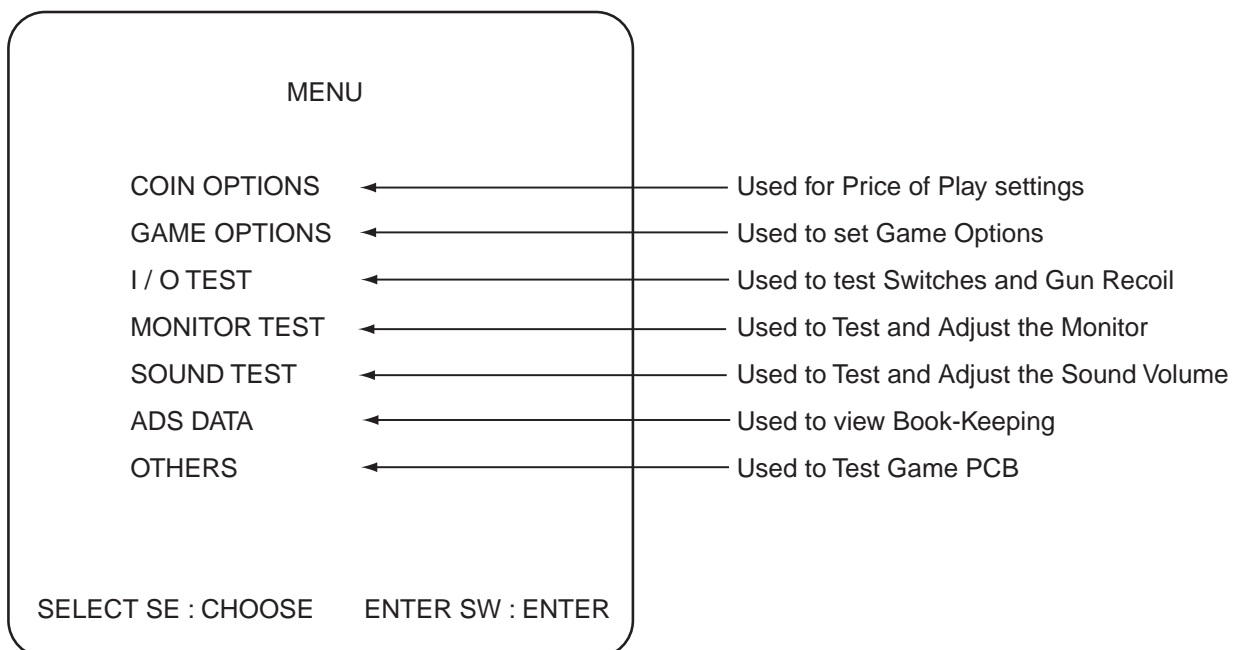 MENU
COIN OPTIONS Used for Price of Play settings
GAME OPTIONS Used to set Game Options
I / O TEST Used to test Switches and Gun Recoil
MONITOR TEST Used to Test and Adjust the Monitor
SOUND TEST Used to Test and Adjust the Sound Volume
ADS DATA Used to view Book-Keeping
OTHERS Used to Test Game PCB
SELECT SE : CHOOSE ENTER SW : ENTER